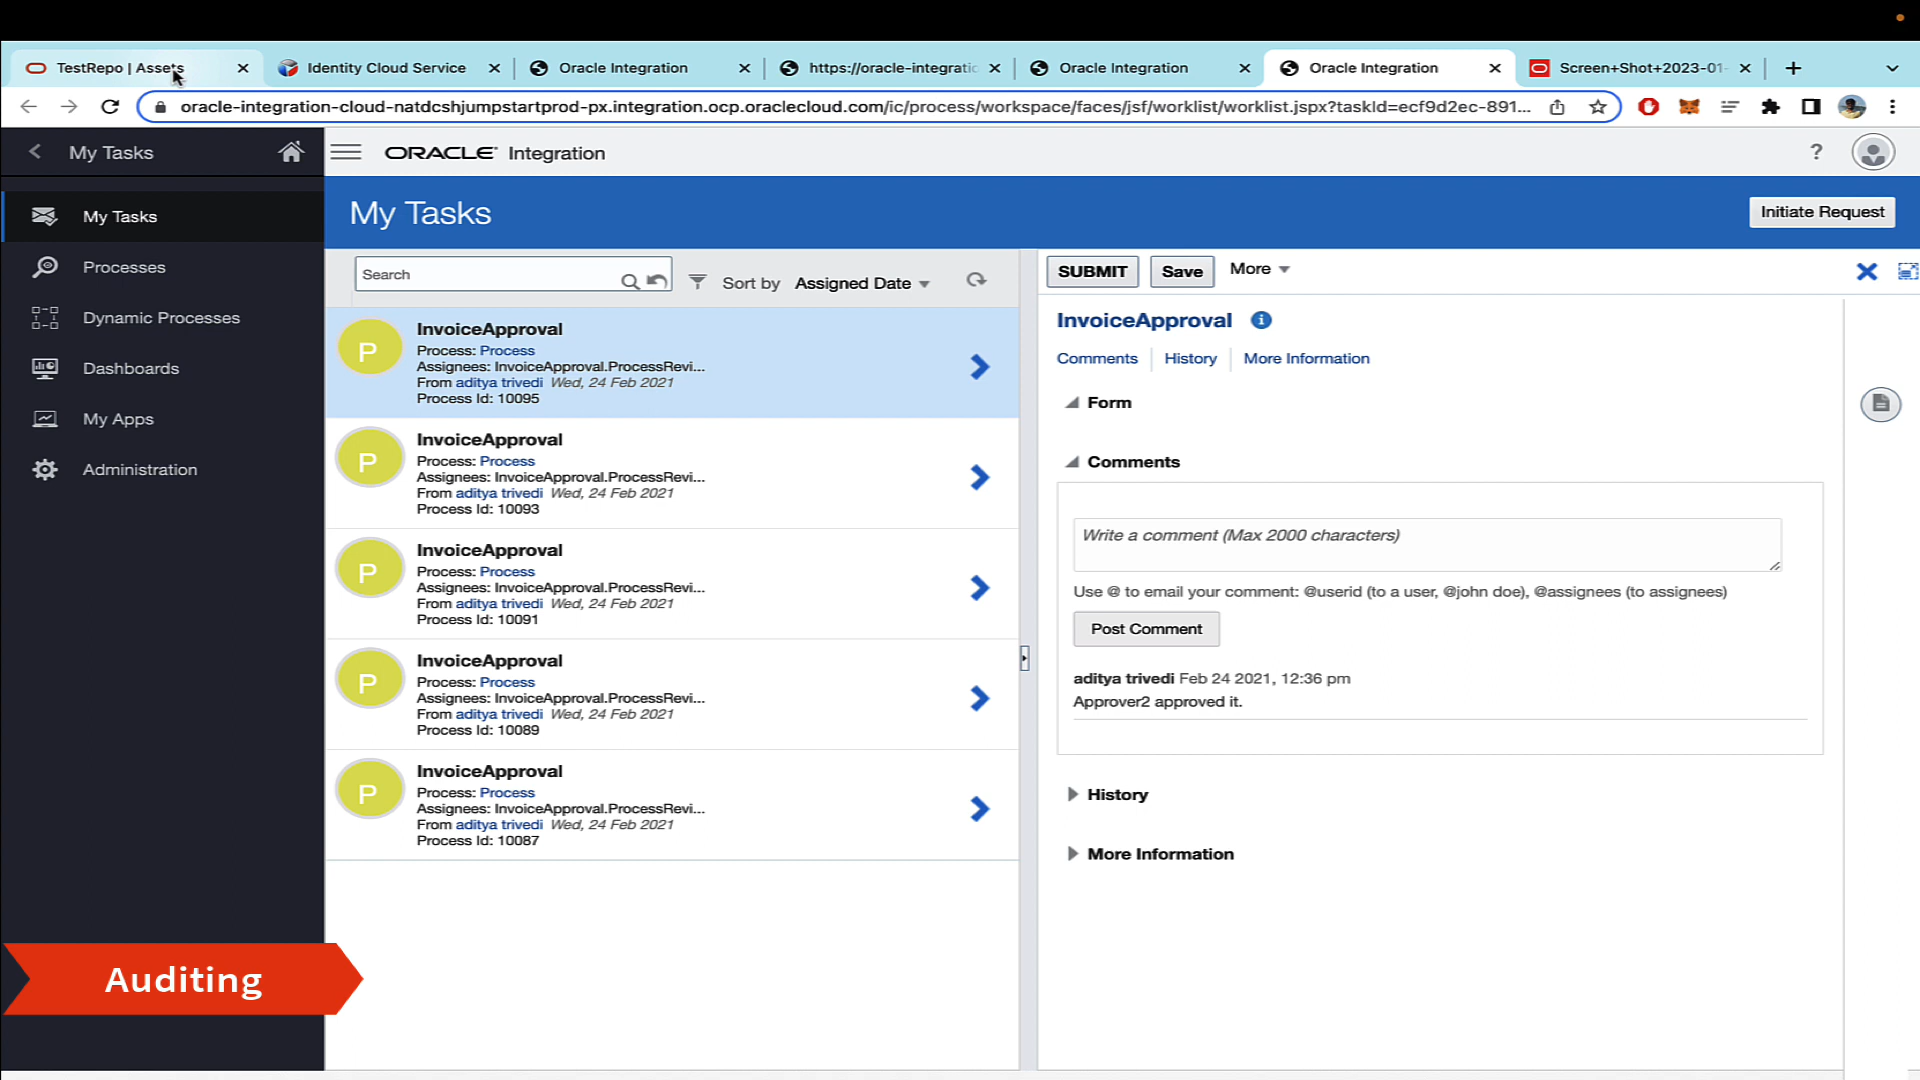 TestRepo | Assets
Identity Cloud Service
Oracle Integration
https://oracle-integratio
Oracle Integration
Oracle Integration
Screen+Shot+2023-01-
oracle-integration-cloud-natdcshjumpstartprod-px.integration.ocp.oraclecloud.com/ic/process/workspace/faces/jsf/worklist/worklist.jspx?taskId=ecf9d2ec-891...
My Tasks
ORACLE Integration
?
My Tasks
Processes
Dynamic Processes
Dashboards
My Apps
Administration
My Tasks
Initiate Request
Search
Sort by Assigned Date
P
InvoiceApproval
Process: Process
Assignees: InvoiceApproval.ProcessRevi...
From aditya trivedi Wed, 24 Feb 2021
Process Id: 10095
P
InvoiceApproval
Process: Process
Assignees: InvoiceApproval.ProcessRevi...
From aditya trivedi Wed, 24 Feb 2021
Process Id: 10093
P
InvoiceApproval
Process: Process
Assignees: InvoiceApproval.ProcessRevi...
From aditya trivedi Wed, 24 Feb 2021
Process Id: 10091
P
InvoiceApproval
Process: Process
Assignees: InvoiceApproval.ProcessRevi...
From aditya trivedi Wed, 24 Feb 2021
Process Id: 10089
P
InvoiceApproval
Process: Process
Assignees: InvoiceApproval.ProcessRevi...
From aditya trivedi Wed, 24 Feb 2021
Process Id: 10087
SUBMIT Save More
InvoiceApproval
Comments History More Information
Form
Comments
Write a comment (Max 2000 characters)
Use @ to email your comment: @userid (to a user, @john doe), @assignees (to assignees)
Post Comment
aditya trivedi Feb 24 2021, 12:36 pm
Approver2 approved it.
History
More Information
Auditing